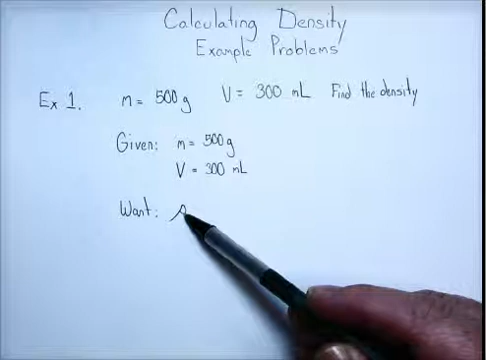 Calculating Density
Example Problems
Ex 1. m = 500 g V = 300 mL Find the density
Given: m = 500 g
V = 300 mL
Want: